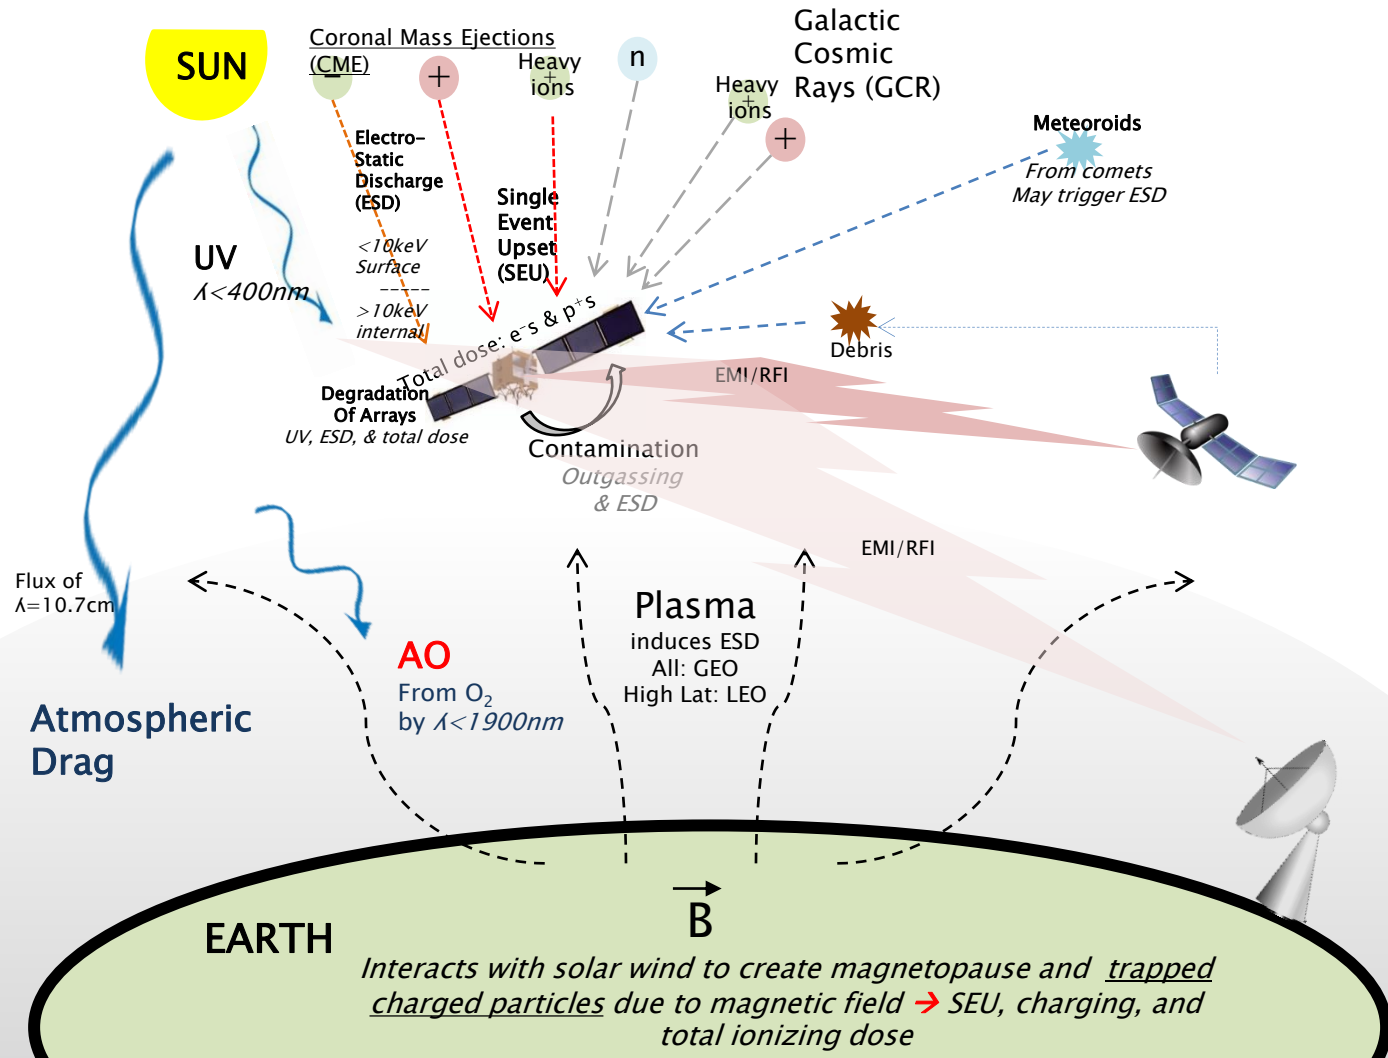 SUN
Coronal Mass Ejections
(CME)
−
+
Heavy
+
ions
n
Heavy
+
ions
+
Galactic
Cosmic
Rays (GCR)
Meteoroids
From comets
May trigger ESD
Electro-
Static
Discharge
(ESD)
<10keV
Surface
-----
>10keV
internal
Single
Event
Upset
(SEU)
UV
ʎ<400nm
Total dose: e⁻s & p⁺s
Debris
EMI/RFI
Degradation
Of Arrays
UV, ESD, & total dose
Contamination
Outgassing
& ESD
EMI/RFI
Flux of
ʎ=10.7cm
Plasma
induces ESD
All: GEO
High Lat: LEO
AO
From O₂
by ʎ<1900nm
Atmospheric
Drag
B
EARTH
Interacts with solar wind to create magnetopause and trapped
charged particles due to magnetic field → SEU, charging, and
total ionizing dose